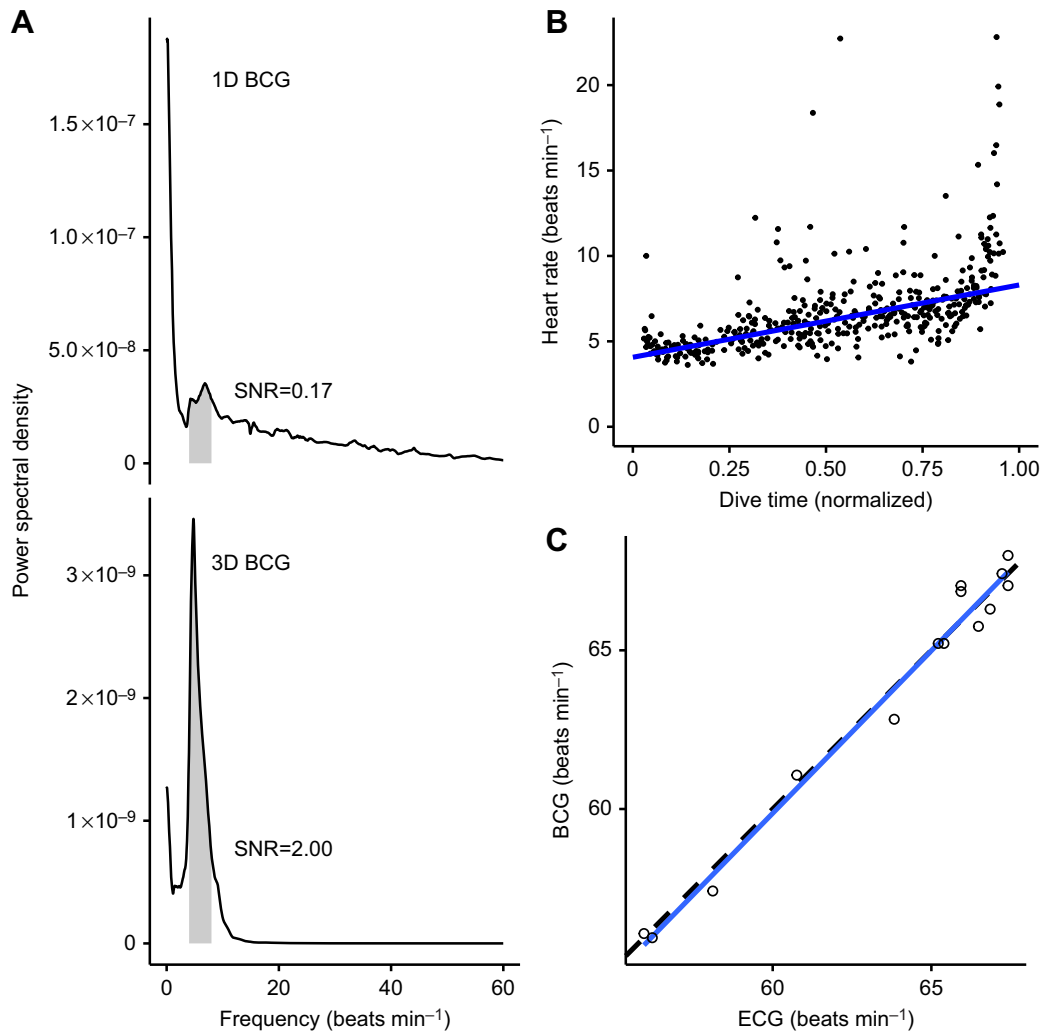 A
1D BCG
1.5×10⁻⁷
1.0×10⁻⁷
5.0×10⁻⁸
SNR=0.17
0
Power spectral density
3D BCG
3×10⁻⁹
2×10⁻⁹
1×10⁻⁹
SNR=2.00
0
0 20 40 60
Frequency (beats min⁻¹)
B
Heart rate (beats min⁻¹)
20
15
10
5
0
0 0.25 0.50 0.75 1.00
Dive time (normalized)
C
BCG (beats min⁻¹)
65
60
60 65
ECG (beats min⁻¹)